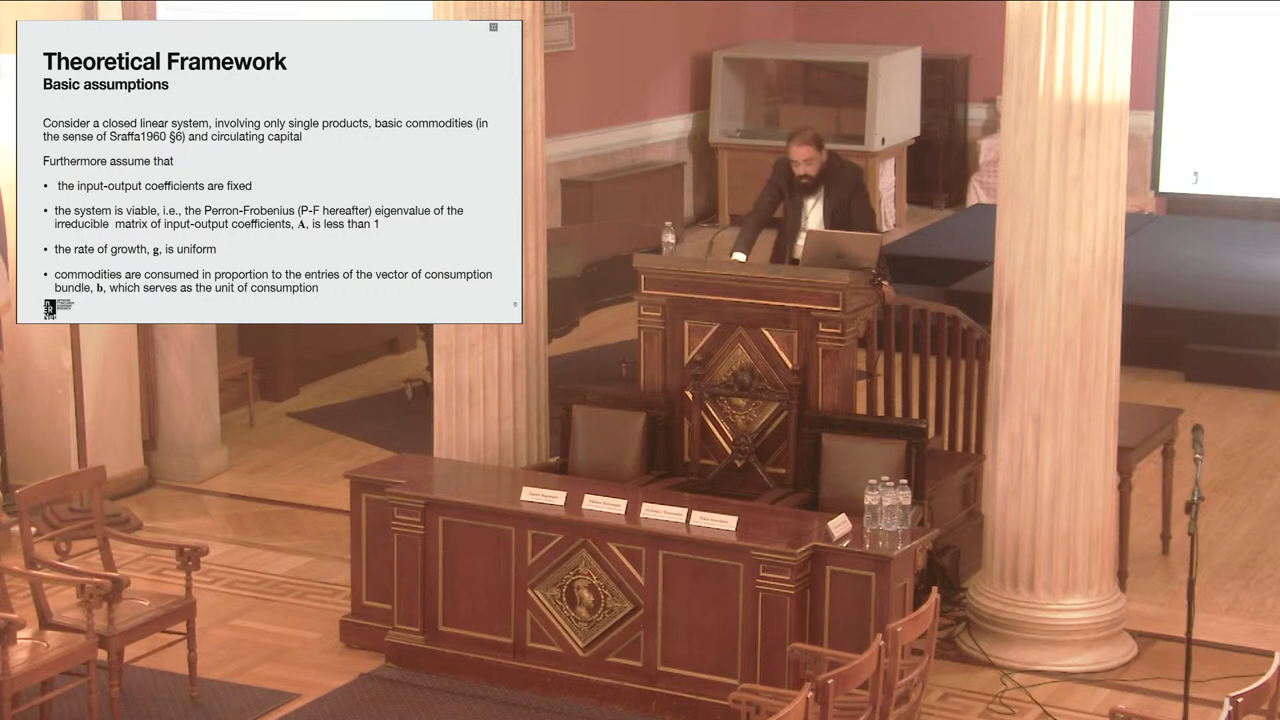 Theoretical Framework
Basic assumptions
Consider a closed linear system, involving only single products, basic commodities (in
the sense of Sraffa1960 §6) and circulating capital
Furthermore assume that
• the input-output coefficients are fixed
• the system is viable, i.e., the Perron-Frobenius (P-F hereafter) eigenvalue of the
irreducible matrix of input-output coefficients, A, is less than 1
• the rate of growth, g, is uniform
• commodities are consumed in proportion to the entries of the vector of consumption
bundle, b, which serves as the unit of consumption